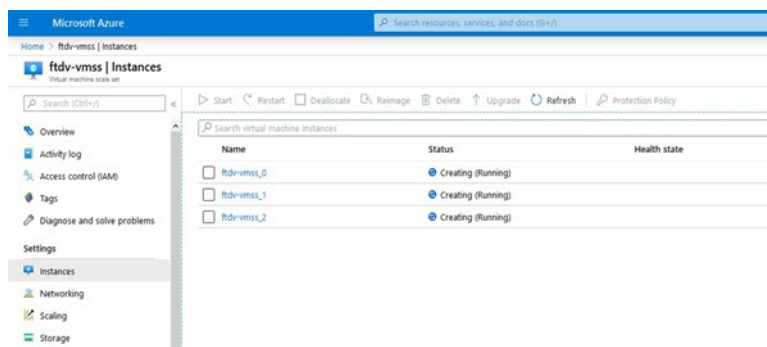 Microsoft Azure
Search resources, services, and docs (G+/)
Home > ftdv-vmss | Instances
ftdv-vmss | Instances
Virtual machine scale set
Search (Ctrl+/)
«
Start Restart Deallocate Reimage Delete Upgrade Refresh Protection Policy
Overview
Activity log
Access control (IAM)
Tags
Diagnose and solve problems
Settings
Instances
Networking
Scaling
Storage
Search virtual machine instances
Name Status Health state
ftdv-vmss_0 Creating (Running)
ftdv-vmss_1 Creating (Running)
ftdv-vmss_2 Creating (Running)